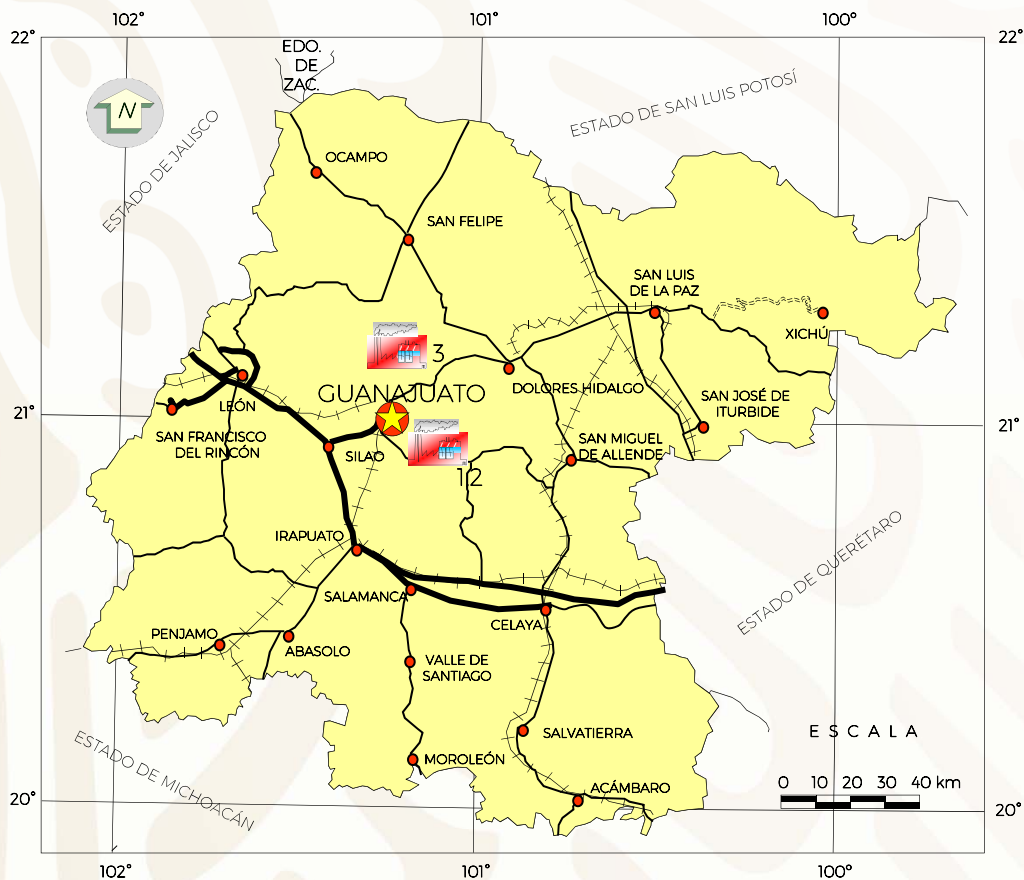 102°
101°
100°
22°
22°
EDO.
DE
ZAC.
N
ESTADO DE JALISCO
ESTADO DE SAN LUIS POTOSÍ
OCAMPO
SAN FELIPE
SAN LUIS
DE LA PAZ
XICHÚ
3
GUANAJUATO
DOLORES HIDALGO
LEÓN
SAN JOSÉ DE
ITURBIDE
21°
21°
SAN FRANCISCO
DEL RINCÓN
SILAO
SAN MIGUEL
DE ALLENDE
12
IRAPUATO
ESTADO DE QUERÉTARO
SALAMANCA
CELAYA
PENJAMO
ABASOLO
VALLE DE
SANTIAGO
SALVATIERRA
ESCALA
MOROLEÓN
ESTADO DE MICHOACÁN
ACÁMBARO
0 10 20 30 40 km
20°
20°
102°
101°
100°